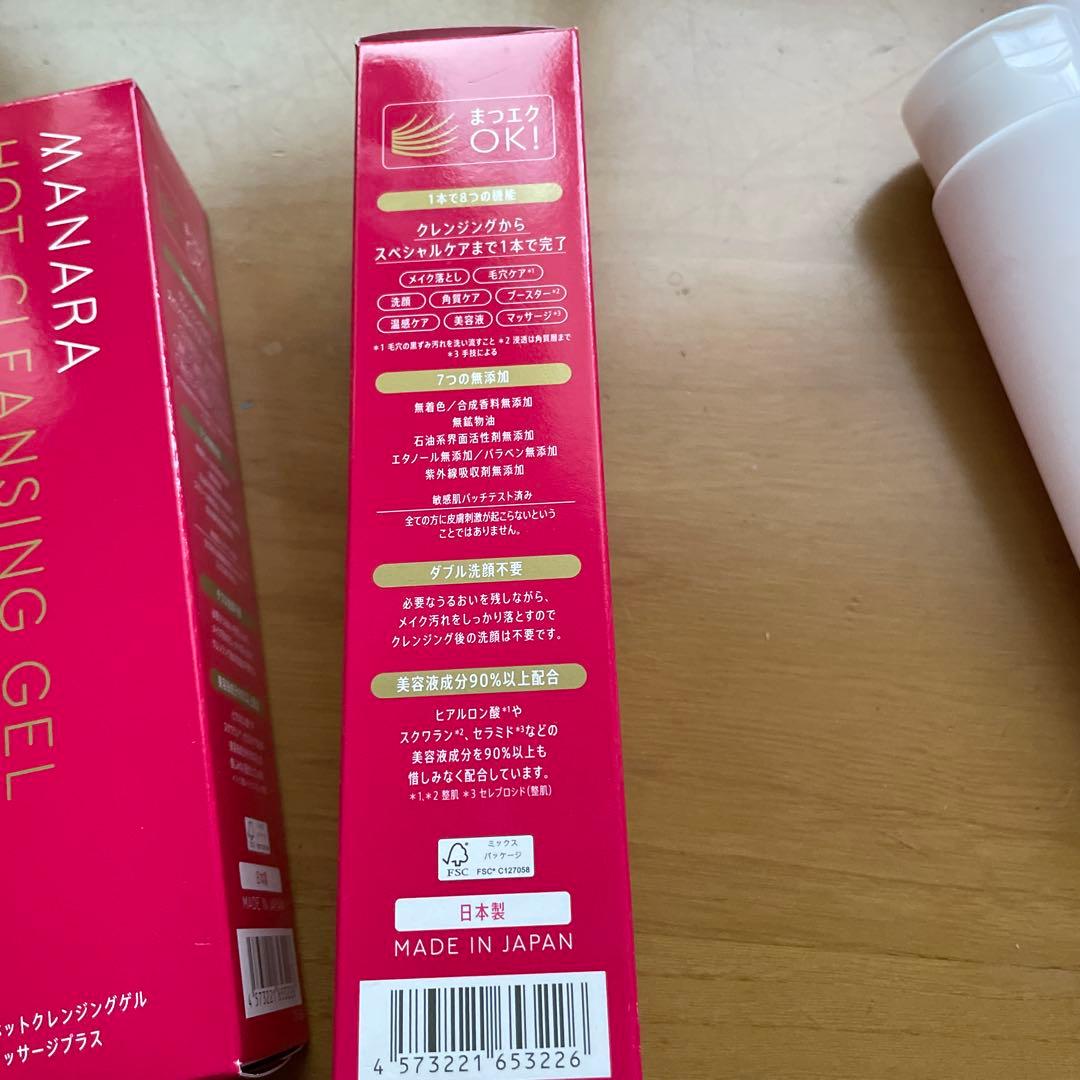 MANARA
HOT CLEANSING GEL
ホットクレンジングゲル
マッサージプラス
日本製
MADE IN JAPAN
4 573221 65322
まつエク
OK!
1本で8つの機能
クレンジングから
スペシャルケアまで1本で完了
メイク落とし 毛穴ケア*1
洗顔 角質ケア ブースター*2
温感ケア 美容液 マッサージ*3
*1 毛穴の黒ずみ汚れを洗い流すこと *2 浸透は角質層まで
*3 手技による
7つの無添加
無着色/合成香料無添加
無鉱物油
石油系界面活性剤無添加
エタノール無添加/パラベン無添加
紫外線吸収剤無添加
敏感肌パッチテスト済み
全ての方に皮膚刺激が起こらないという
ことではありません。
ダブル洗顔不要
必要なうるおいを残しながら、
メイク汚れをしっかり落とすので
クレンジング後の洗顔は不要です。
美容液成分90%以上配合
ヒアルロン酸*1や
スクワラン*2、セラミド*3などの
美容液成分を90%以上も
惜しみなく配合しています。
*1、*2 整肌 *3 セレブロシド(整肌)
FSC
ミックス
パッケージ
FSC® C127058
日本製
MADE IN JAPAN
4 573221 653226